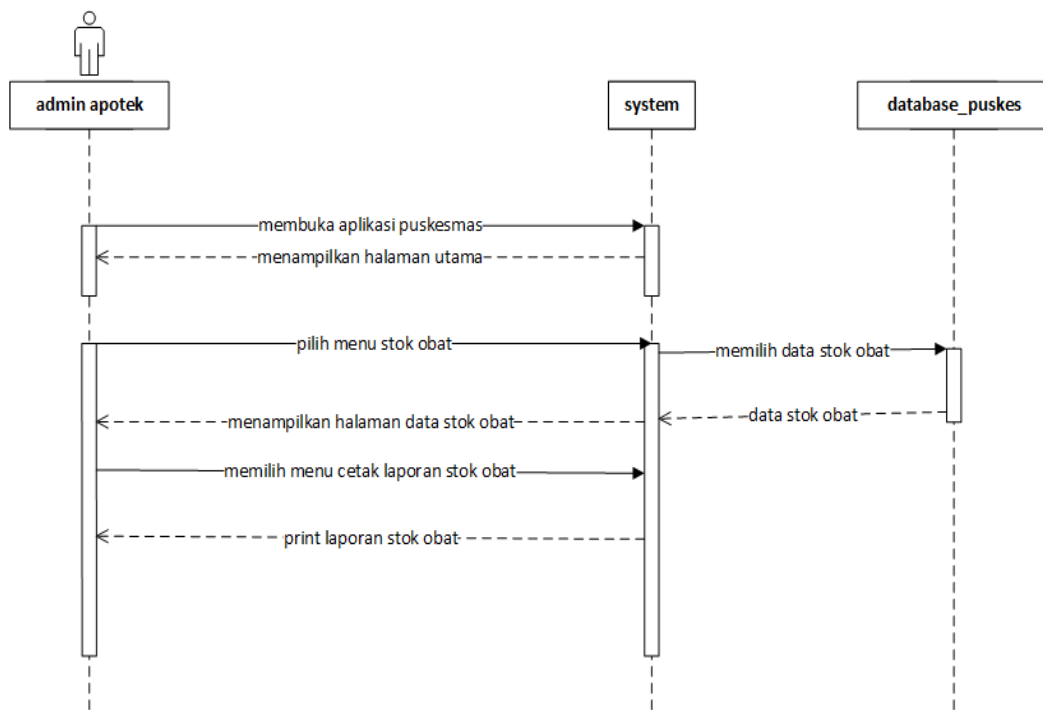 admin apotek
system
database_puskes
membuka aplikasi puskesmas
menampilkan halaman utama
pilih menu stok obat
memilih data stok obat
data stok obat
menampilkan halaman data stok obat
memilih menu cetak laporan stok obat
print laporan stok obat